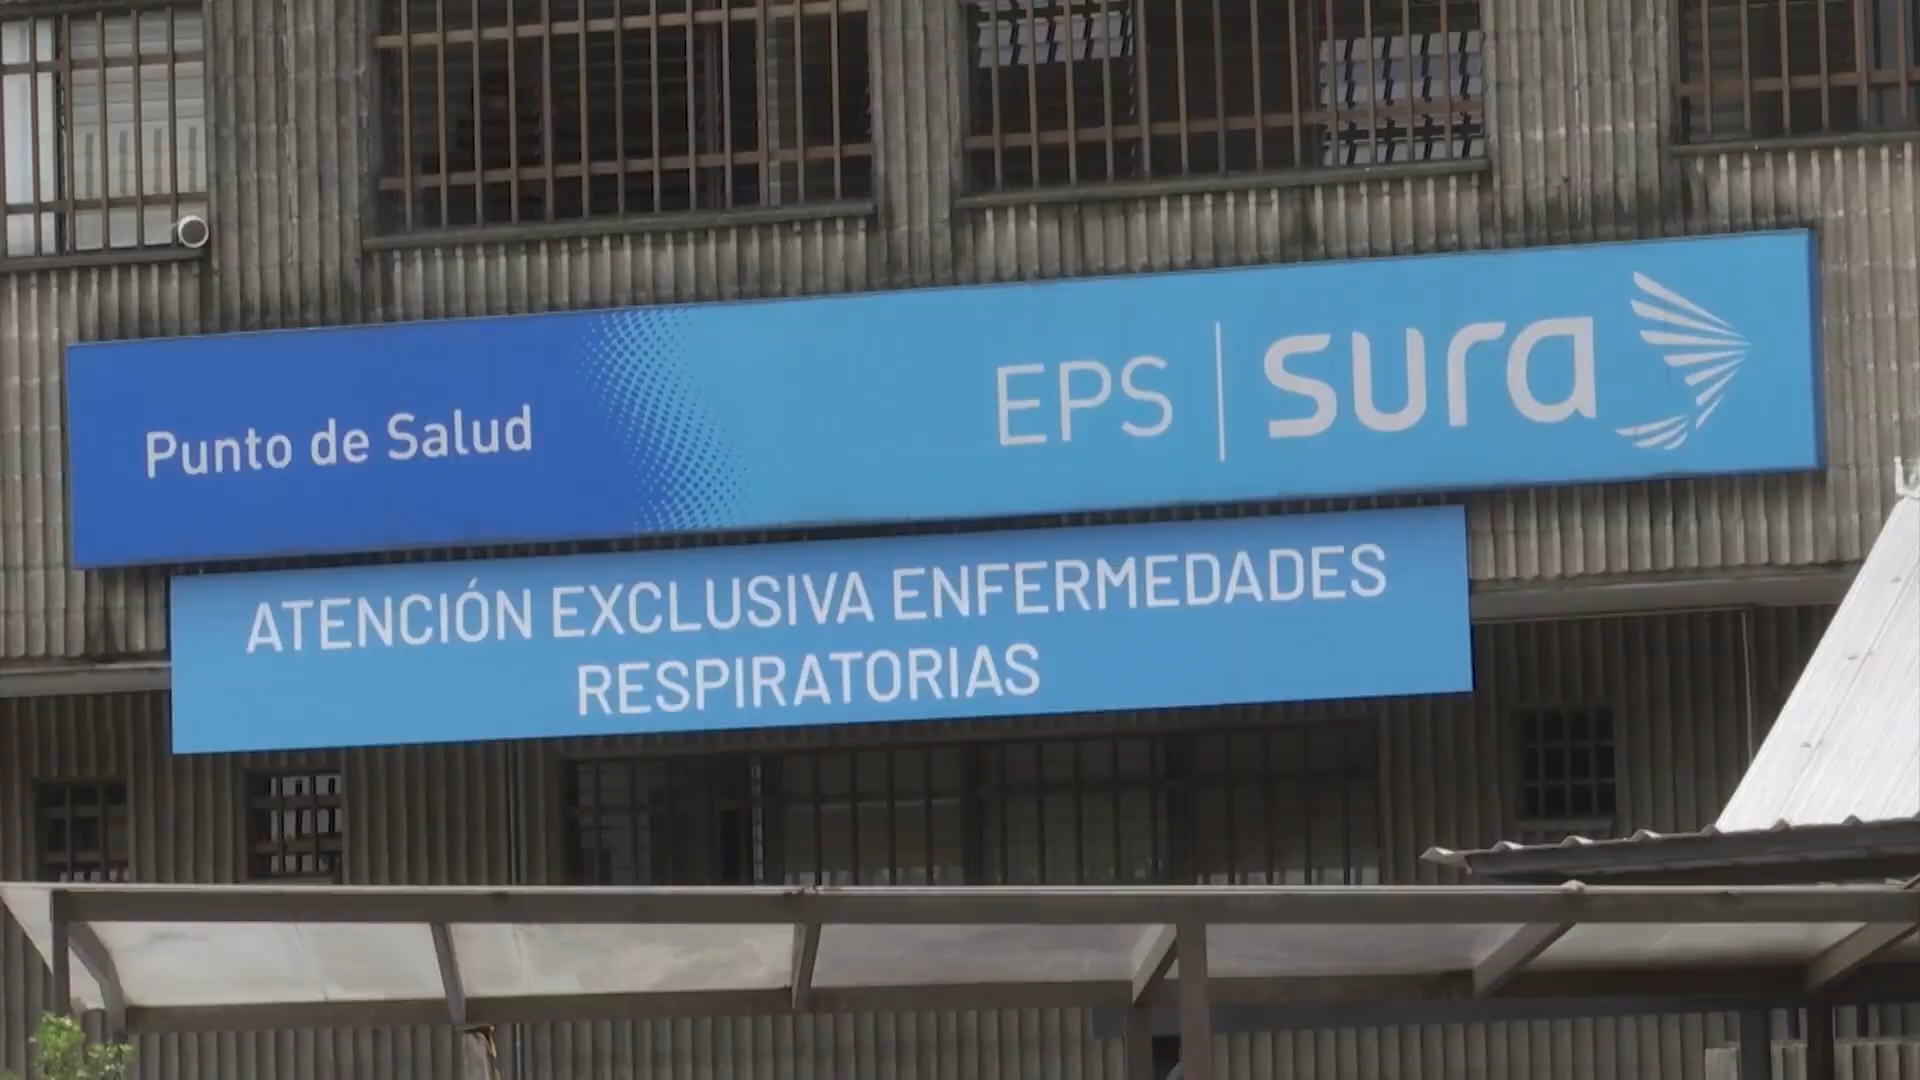 Punto de Salud
EPS | sura
ATENCIÓN EXCLUSIVA ENFERMEDADES
RESPIRATORIAS